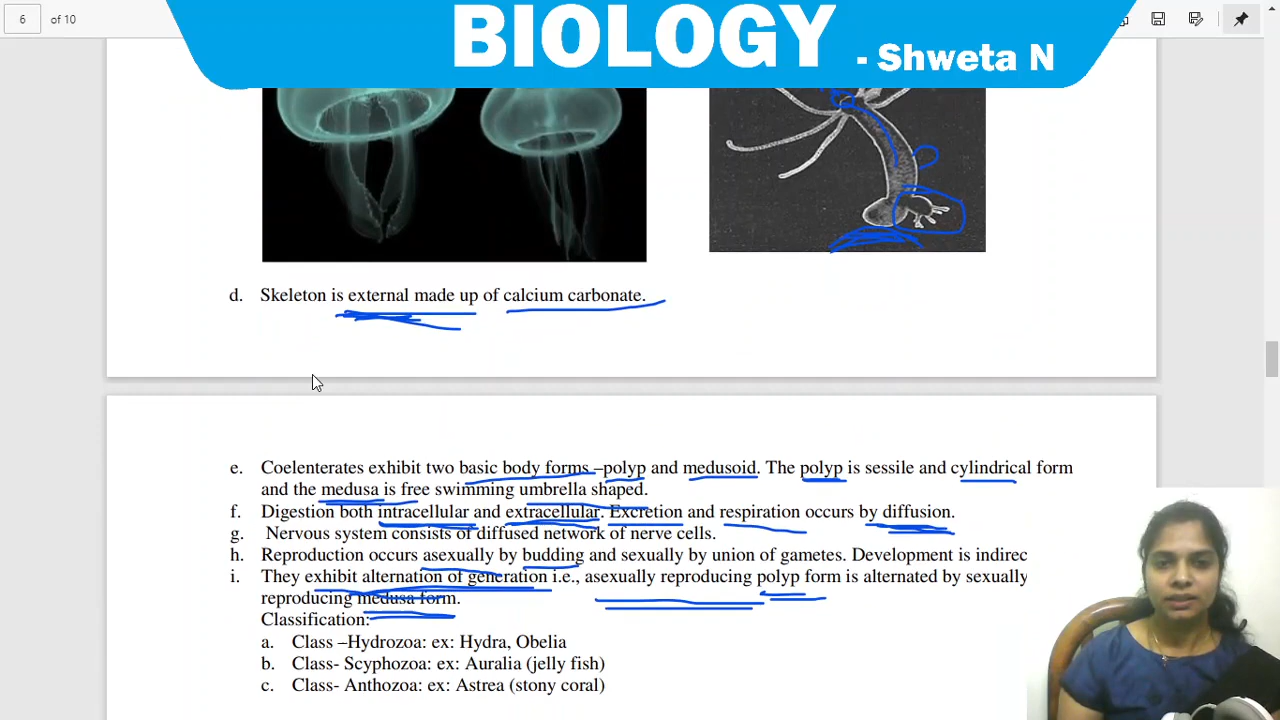 6 of 10
BIOLOGY
- Shweta N
d. Skeleton is external made up of calcium carbonate.
e. Coelenterates exhibit two basic body forms –polyp and medusoid. The polyp is sessile and cylindrical form
and the medusa is free swimming umbrella shaped.
f. Digestion both intracellular and extracellular. Excretion and respiration occurs by diffusion.
g. Nervous system consists of diffused network of nerve cells.
h. Reproduction occurs asexually by budding and sexually by union of gametes. Development is indirec
i. They exhibit alternation of generation i.e., asexually reproducing polyp form is alternated by sexually
reproducing medusa form.
Classification:
a. Class –Hydrozoa: ex: Hydra, Obelia
b. Class- Scyphozoa: ex: Auralia (jelly fish)
c. Class- Anthozoa: ex: Astrea (stony coral)